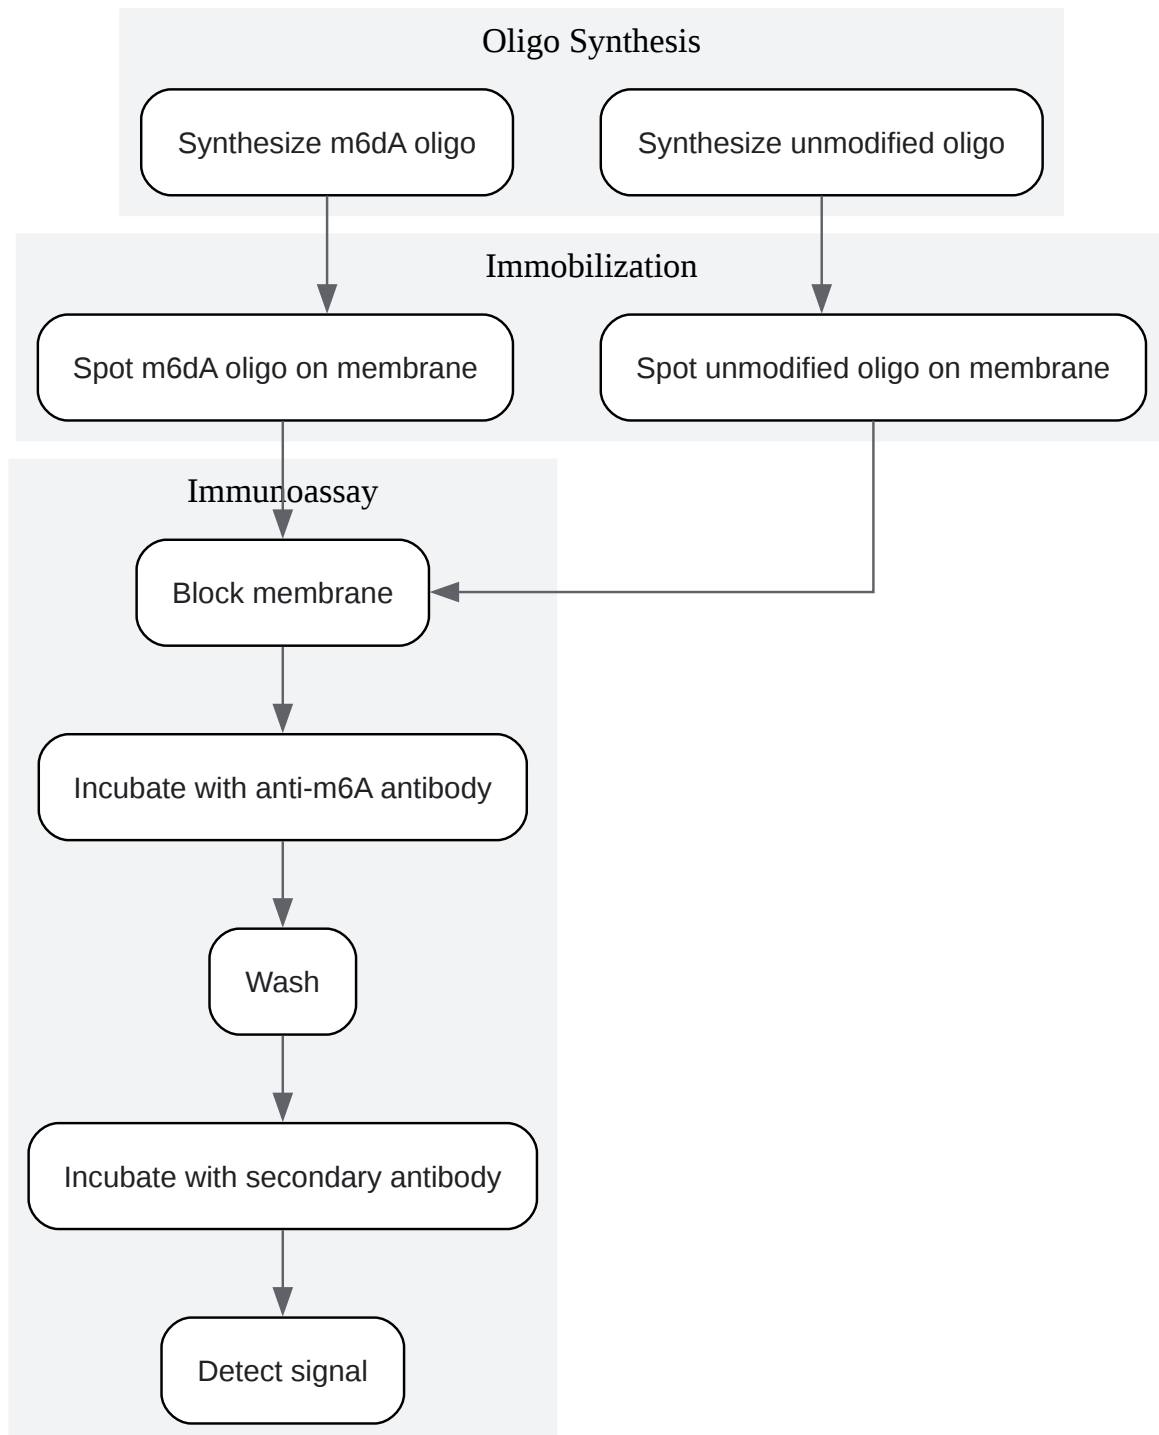 Oligo Synthesis
Synthesize m6dA oligo
Synthesize unmodified oligo
Immobilization
Spot m6dA oligo on membrane
Spot unmodified oligo on membrane
Immunoassay
Block membrane
Incubate with anti-m6A antibody
Wash
Incubate with secondary antibody
Detect signal